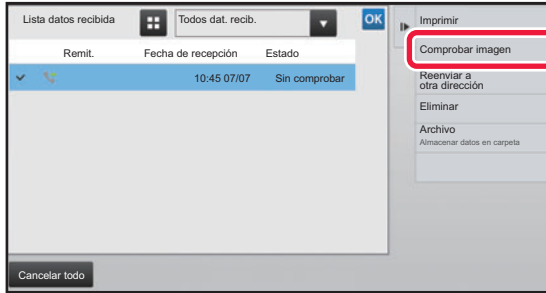 Lista datos recibida
Todos dat. recib.
OK
Remit. Fecha de recepción Estado
10:45 07/07 Sin comprobar
Cancelar todo
Imprimir
Comprobar imagen
Reenviar a
otra dirección
Eliminar
Archivo
Almacenar datos en carpeta